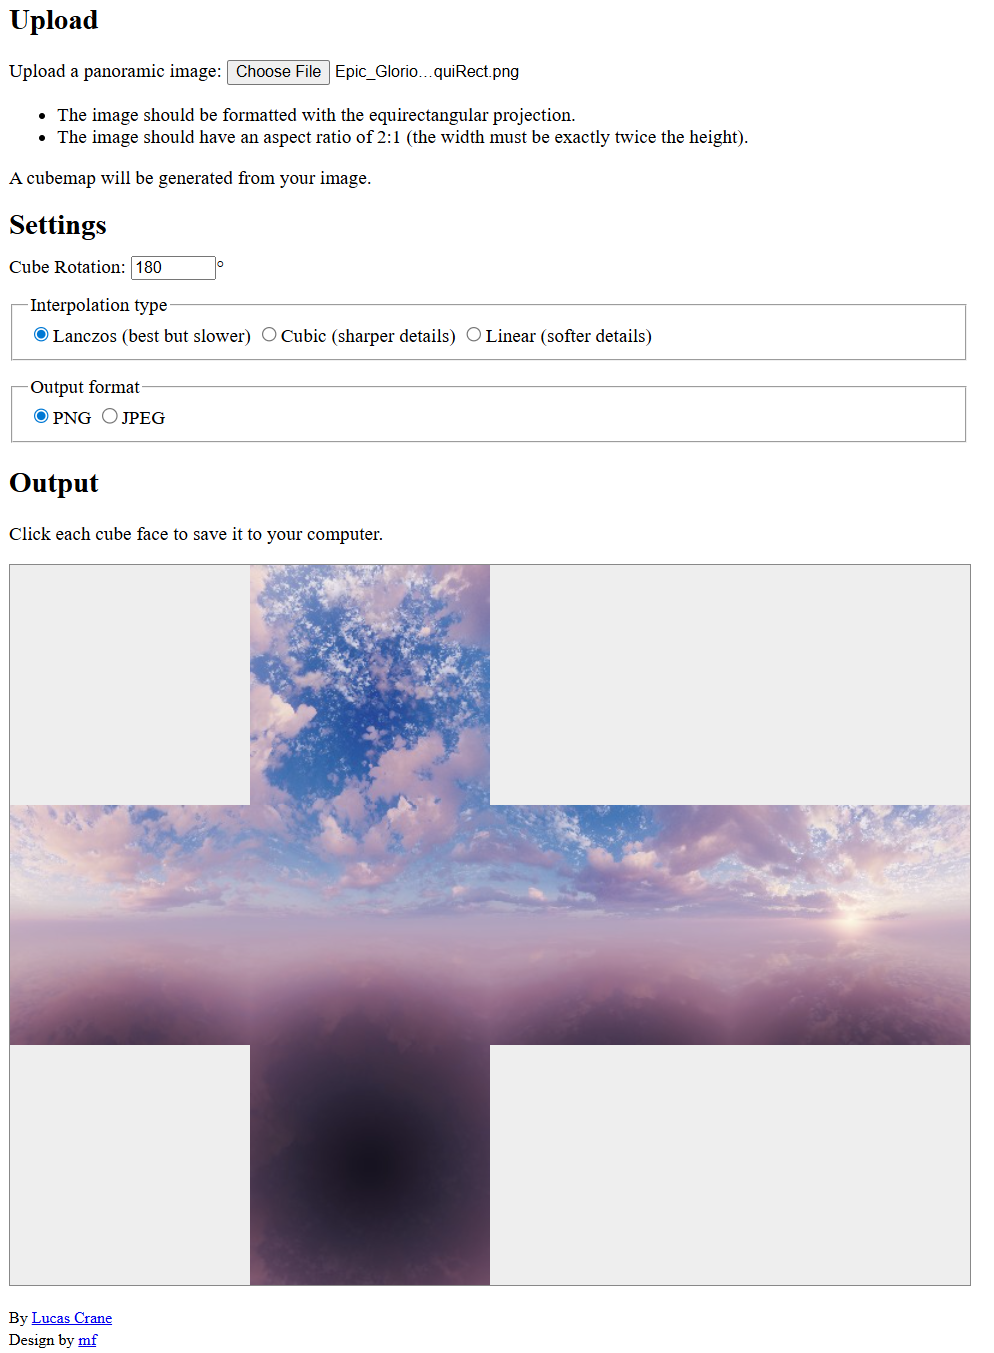 Upload
Upload a panoramic image: Choose File Epic_Glorio...quiRect.png
• The image should be formatted with the equirectangular projection.
• The image should have an aspect ratio of 2:1 (the width must be exactly twice the height).
A cubemap will be generated from your image.
Settings
Cube Rotation: 180 °
Interpolation type
Lanczos (best but slower) Cubic (sharper details) Linear (softer details)
Output format
PNG JPEG
Output
Click each cube face to save it to your computer.
By Lucas Crane
Design by mf